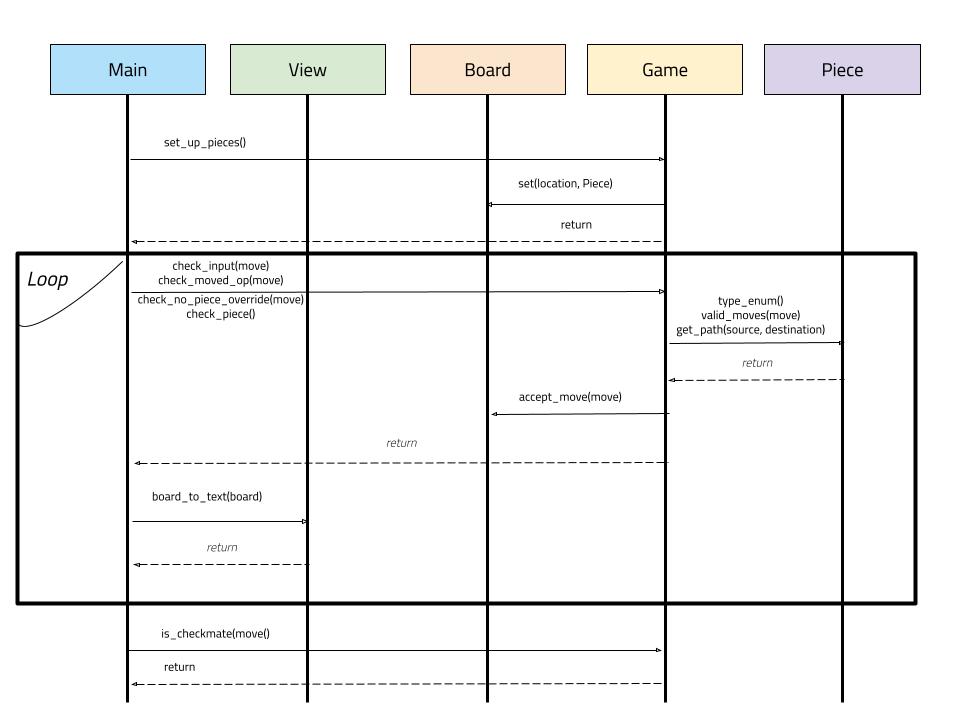 Main
View
Board
Game
Piece
set_up_pieces()
set(location, Piece)
return
Loop
check_input(move)
check_moved_op(move)
check_no_piece_override(move)
check_piece()
type_enum()
valid_moves(move)
get_path(source, destination)
return
accept_move(move)
return
board_to_text(board)
return
is_checkmate(move()
return